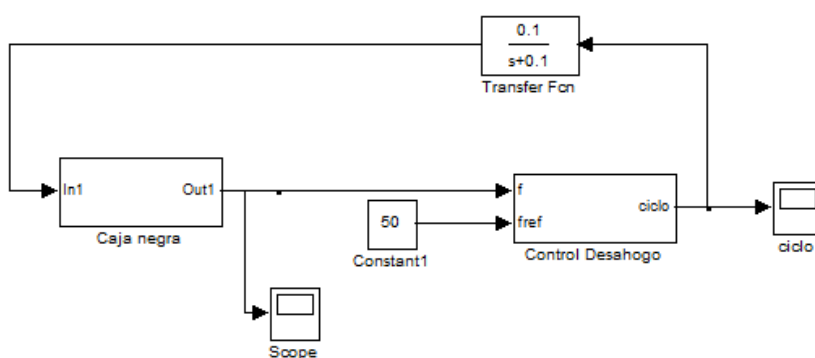 0.1
s+0.1
Transfer Fcn
In1
Out1
Caja negra
50
Constant1
f
fref
ciclo
Control Desahogo
ciclo
Scope